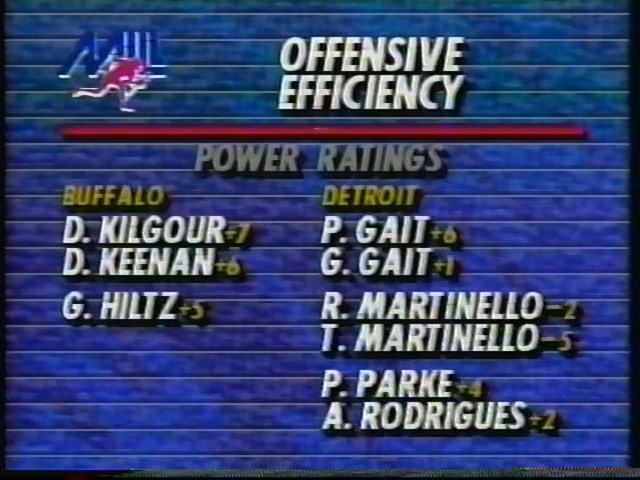 MILL
OFFENSIVE
EFFICIENCY
POWER RATINGS
BUFFALO
D. KILGOUR+7
D. KEENAN+6
G. HILTZ+5
DETROIT
P. GAIT+6
G. GAIT+1
R. MARTINELLO-2
T. MARTINELLO-5
P. PARKE+4
A. RODRIGUES+2